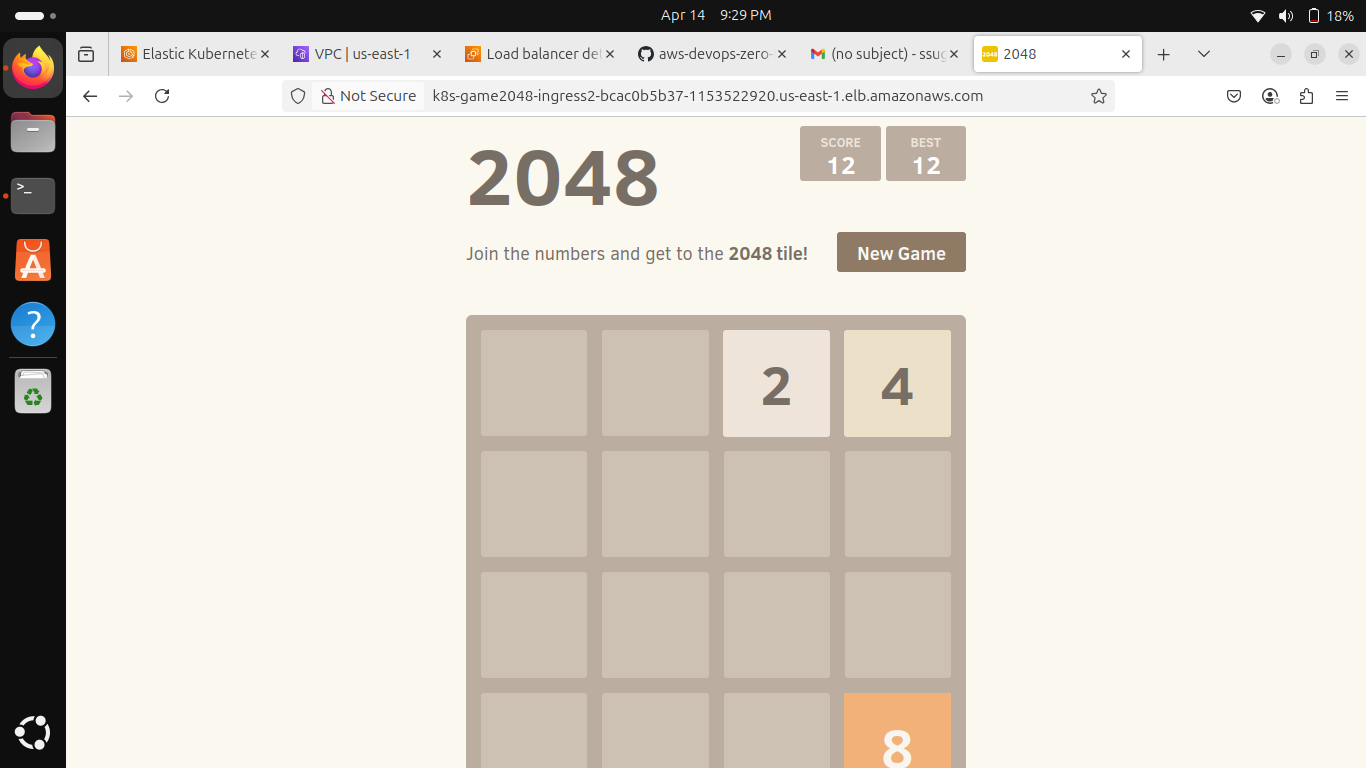 Apr 14 9:29 PM
18%
Elastic Kubernete
VPC | us-east-1
Load balancer det
aws-devops-zero-
(no subject) - ssug
2048
2048
Not Secure
k8s-game2048-ingress2-bcac0b5b37-1153522920.us-east-1.elb.amazonaws.com
2048
SCORE
12
BEST
12
Join the numbers and get to the 2048 tile!
New Game
2
4
8
>_
A
?